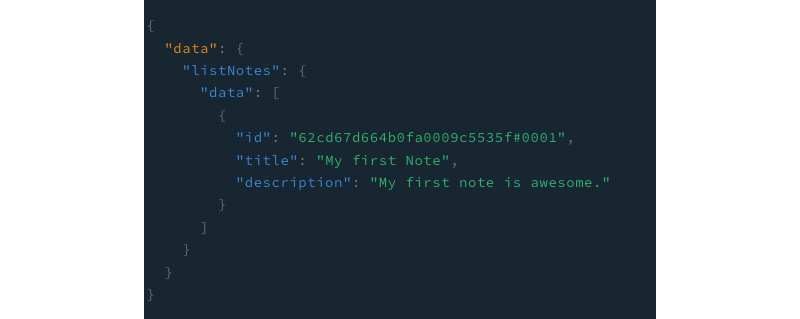 {
  "data": {
    "listNotes": {
      "data": [
        {
          "id": "62cd67d664b0fa0009c5535f#0001",
          "title": "My first Note",
          "description": "My first note is awesome."
        }
      ]
    }
  }
}